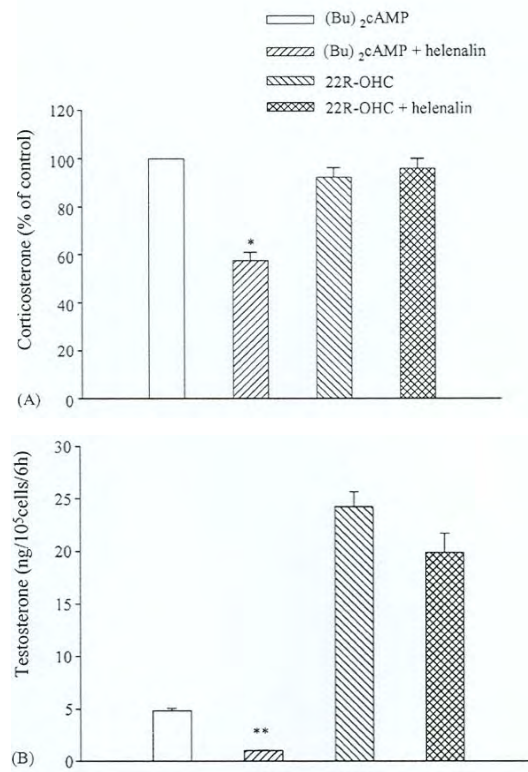 (Bu) 2cAMP
(Bu) 2cAMP + helenalin
22R-OHC
22R-OHC + helenalin
Corticosterone (% of control)
120
100
80
60
40
20
0
*
(A)
Testosterone (ng/10⁵cells/6h)
30
25
20
15
10
5
0
**
(B)